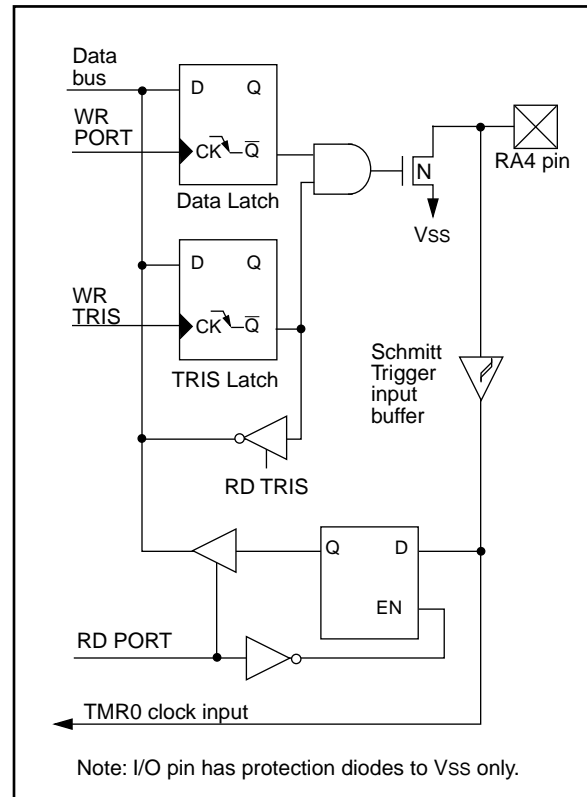 Data
bus
D Q
WR
PORT
CK Q
N
RA4 pin
Data Latch
VSS
D Q
WR
TRIS
CK Q
Schmitt
Trigger
input
buffer
TRIS Latch
RD TRIS
Q D
EN
RD PORT
TMR0 clock input
Note: I/O pin has protection diodes to VSS only.